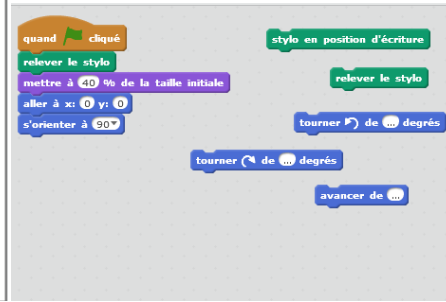 quand cliqué
relever le stylo
mettre à 40 % de la taille initiale
aller à x: 0 y: 0
s'orienter à 90
stylo en position d'écriture
relever le stylo
tourner de ... degrés
tourner de ... degrés
avancer de ...